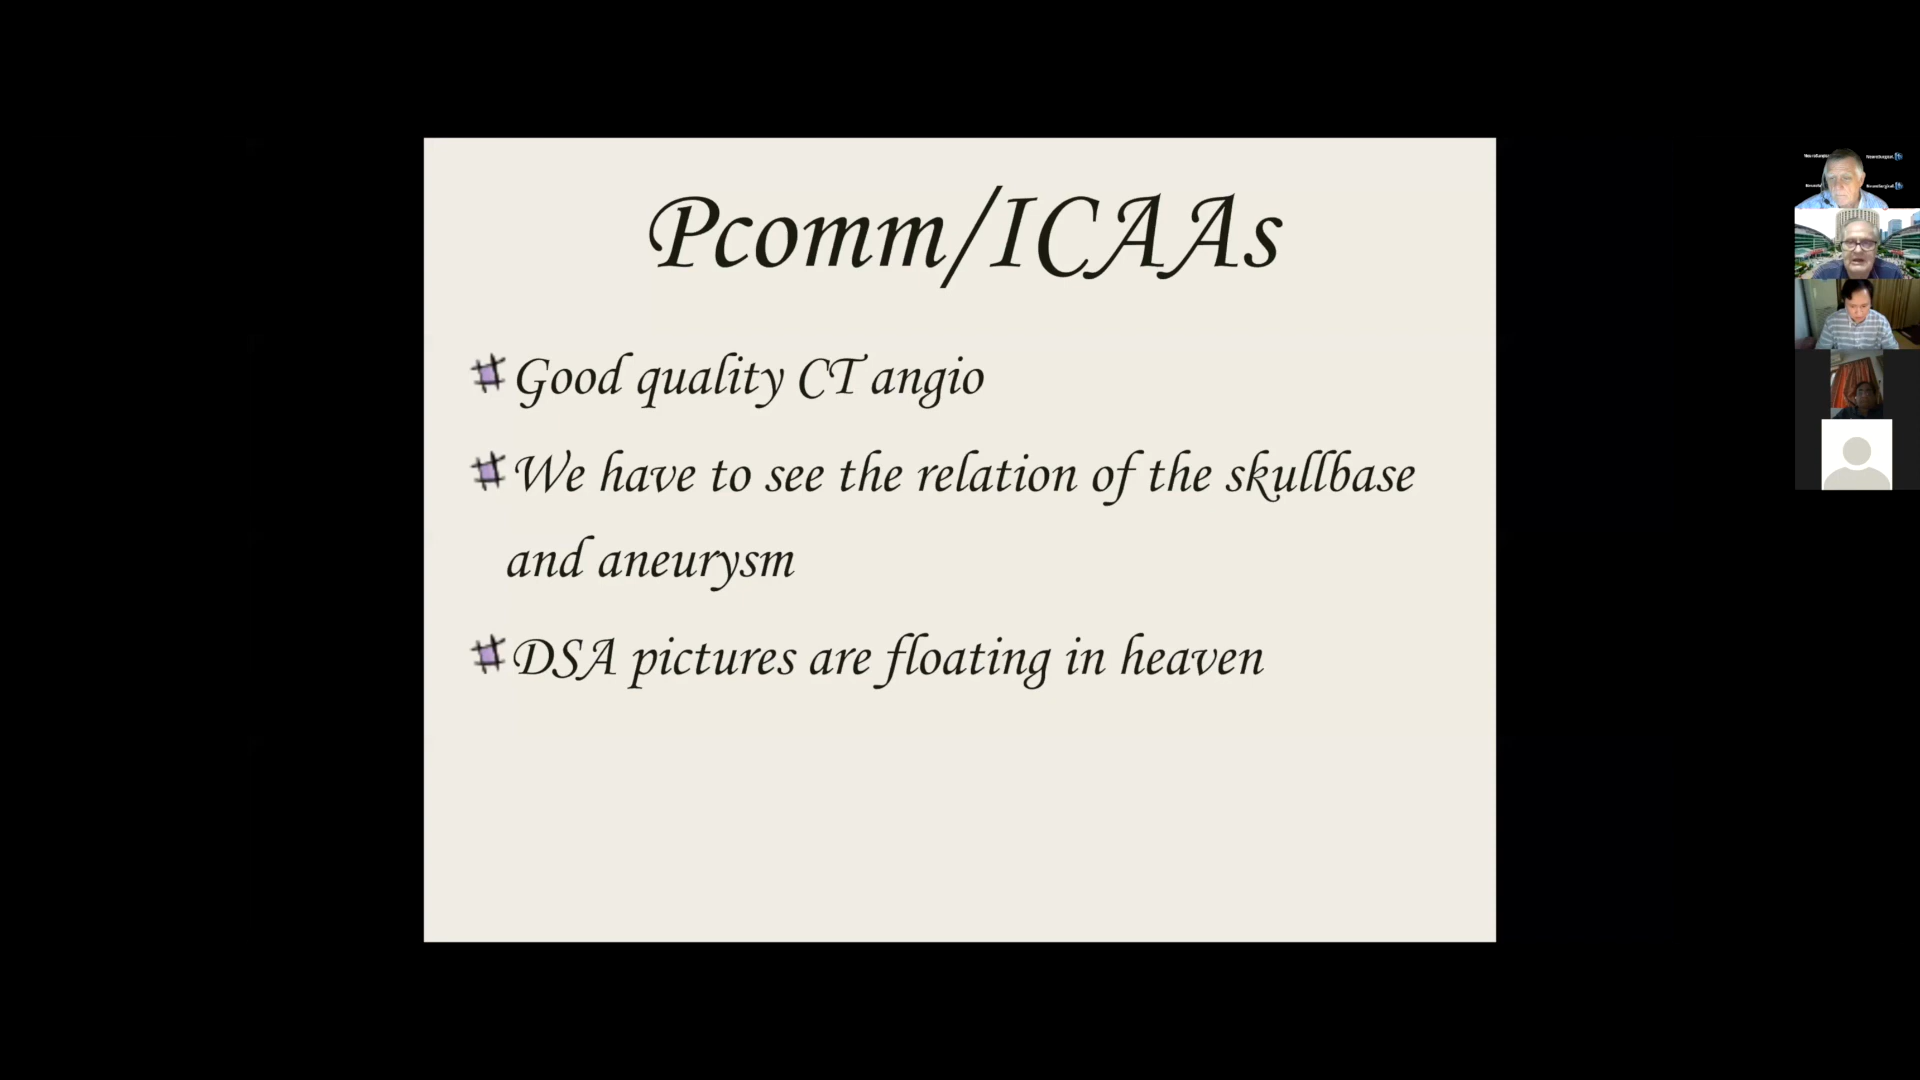 Pcomm/ICAAs
Good quality CT angio
We have to see the relation of the skullbase
and aneurysm
DSA pictures are floating in heaven